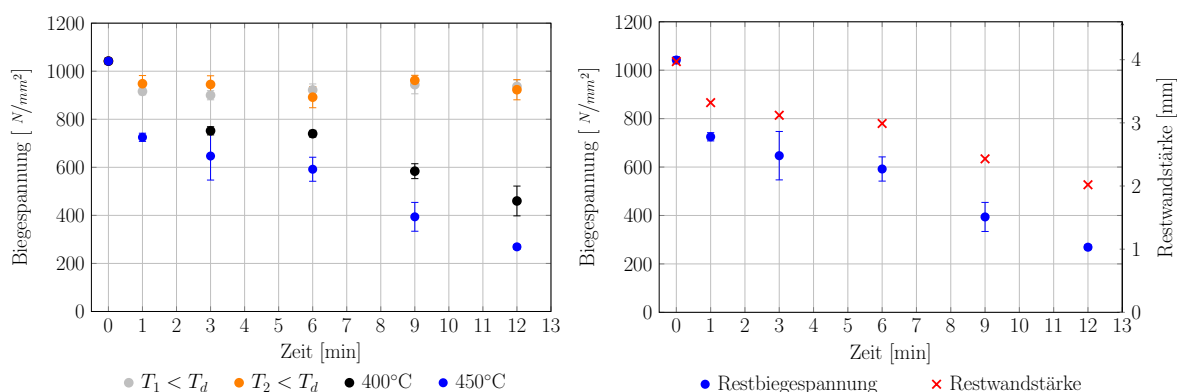 1200
1000
800
600
400
200
0
Biegespannung [ N/mm²]
0 1 2 3 4 5 6 7 8 9 10 11 12 13
Zeit [min]
T₁ < T_d T₂ < T_d 400°C 450°C
1200
1000
800
600
400
200
0
Biegespannung [ N/mm²]
4
3
2
1
0
Restwandstärke [mm]
0 1 2 3 4 5 6 7 8 9 10 11 12 13
Zeit [min]
Restbiegespannung Restwandstärke